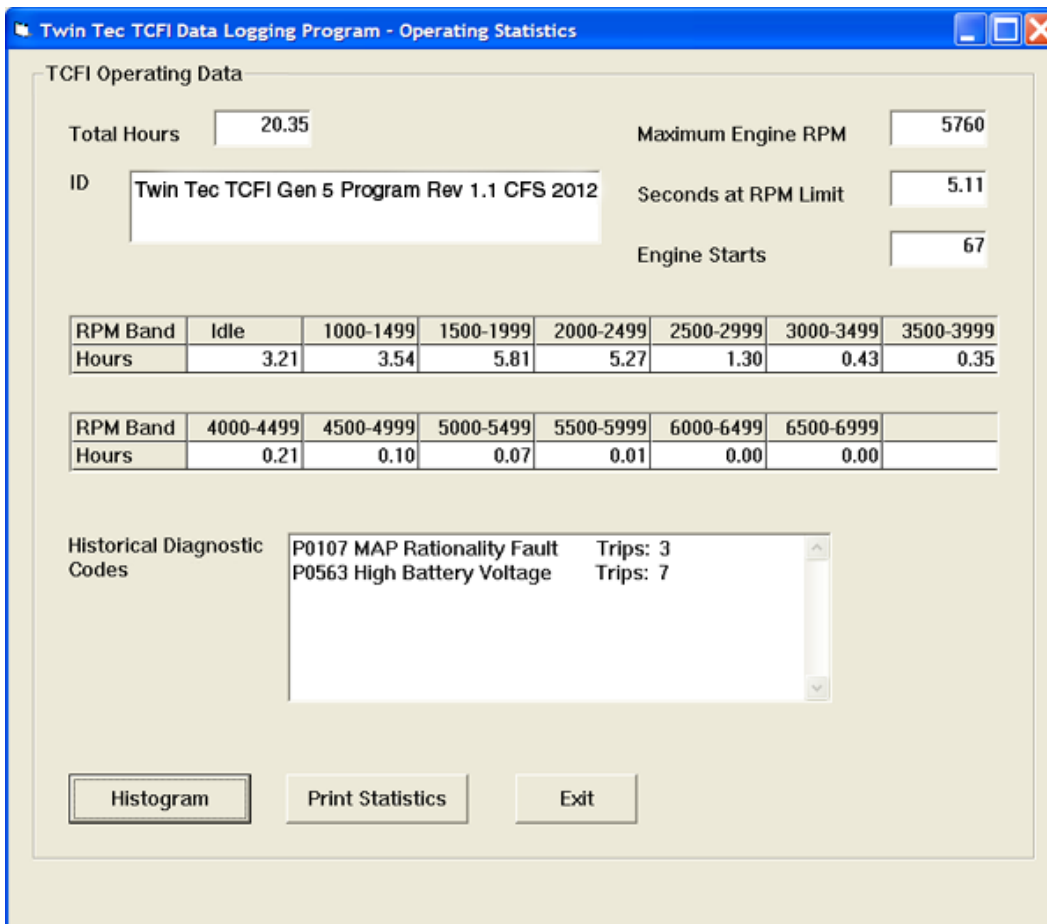 Twin Tec TCFI Data Logging Program - Operating Statistics
TCFI Operating Data
Total Hours 20.35
Maximum Engine RPM 5760
ID Twin Tec TCFI Gen 5 Program Rev 1.1 CFS 2012
Seconds at RPM Limit 5.11
Engine Starts 67
RPM Band Idle 1000-1499 1500-1999 2000-2499 2500-2999 3000-3499 3500-3999
Hours 3.21 3.54 5.81 5.27 1.30 0.43 0.35
RPM Band 4000-4499 4500-4999 5000-5499 5500-5999 6000-6499 6500-6999
Hours 0.21 0.10 0.07 0.01 0.00 0.00
Historical Diagnostic
Codes
P0107 MAP Rationality Fault Trips: 3
P0563 High Battery Voltage Trips: 7
Histogram Print Statistics Exit